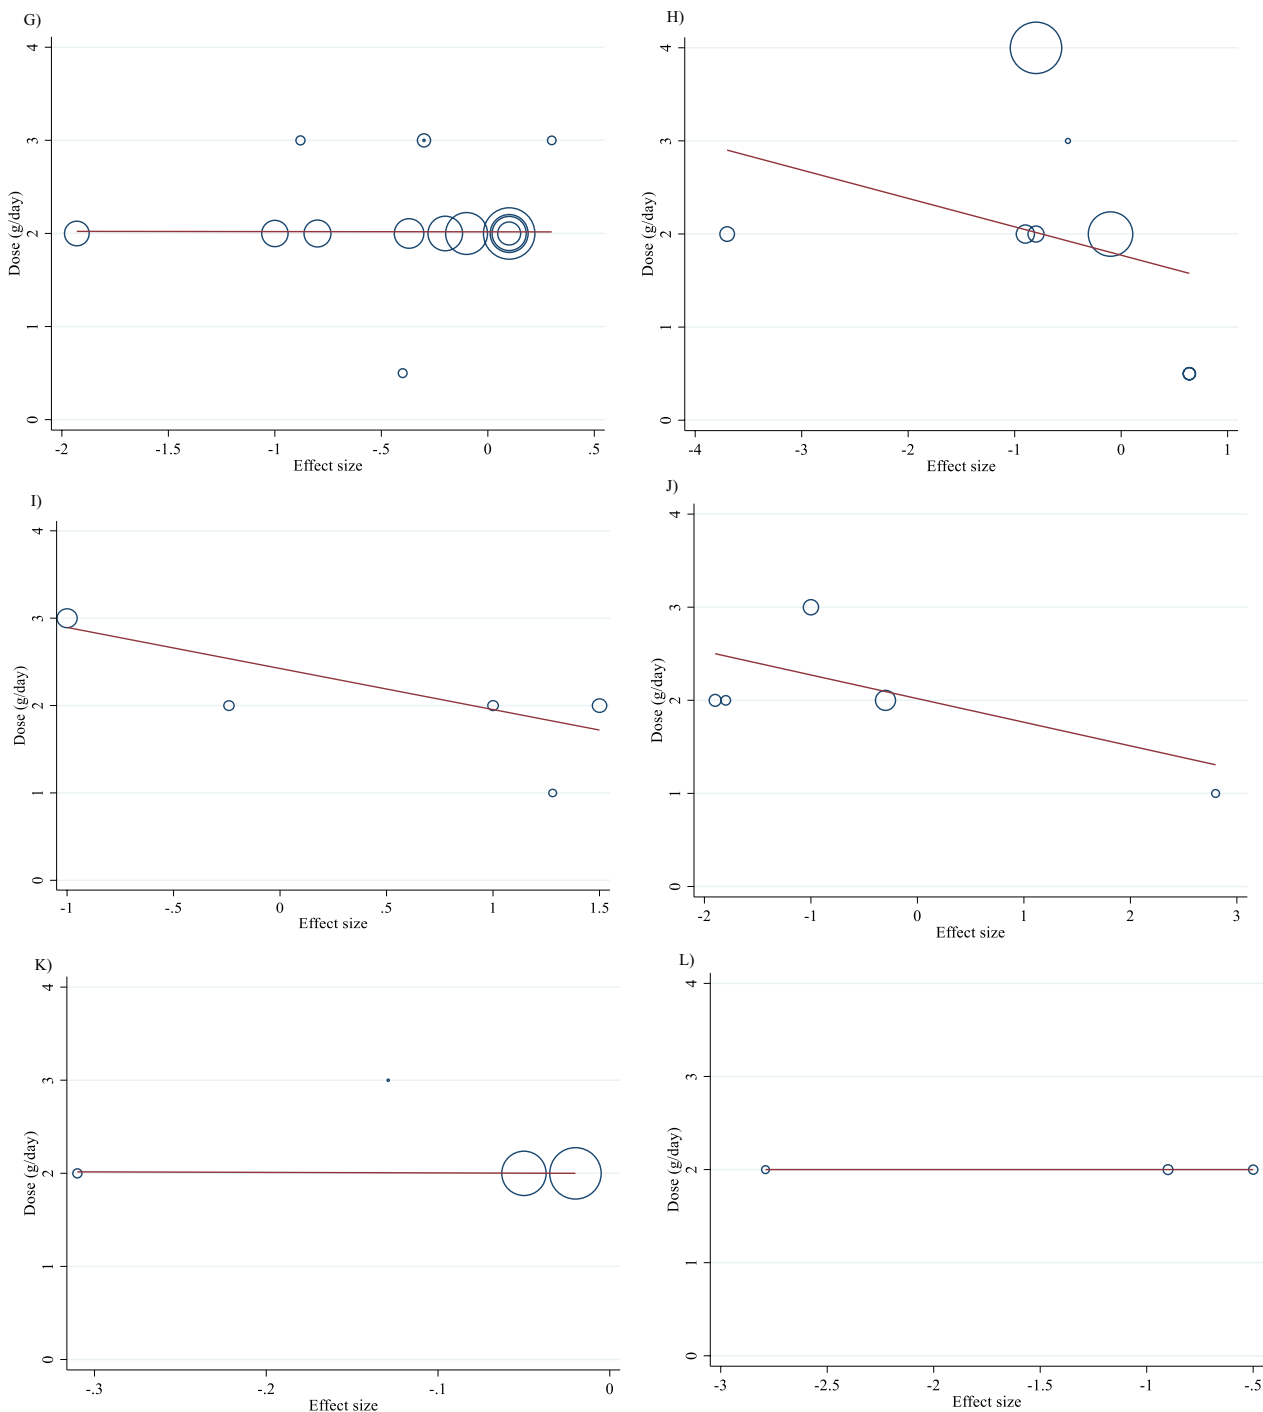 G)
4
3
2
1
0
Dose (g/day)
-2 -1.5 -1 -.5 0 .5
Effect size
H)
4
3
2
1
0
Dose (g/day)
-4 -3 -2 -1 0 1
Effect size
I)
4
3
2
1
0
Dose (g/day)
-1 -.5 0 .5 1 1.5
Effect size
J)
4
3
2
1
0
Dose (g/day)
-2 -1 0 1 2 3
Effect size
K)
4
3
2
1
0
Dose (g/day)
-.3 -.2 -.1 0
Effect size
L)
4
3
2
1
0
Dose (g/day)
-3 -2.5 -2 -1.5 -1 -.5
Effect size